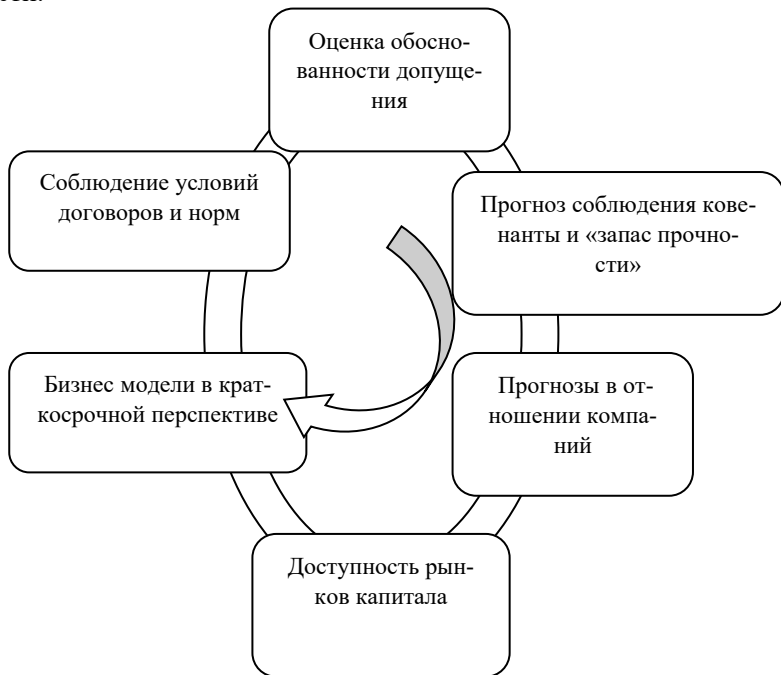 Оценка обосно-
ванности допуще-
ния
Соблюдение условий
договоров и норм
Прогноз соблюдения кове-
нанты и «запас прочно-
сти»
Бизнес модели в крат-
косрочной перспективе
Прогнозы в от-
ношении компа-
ний
Доступность рын-
ков капитала